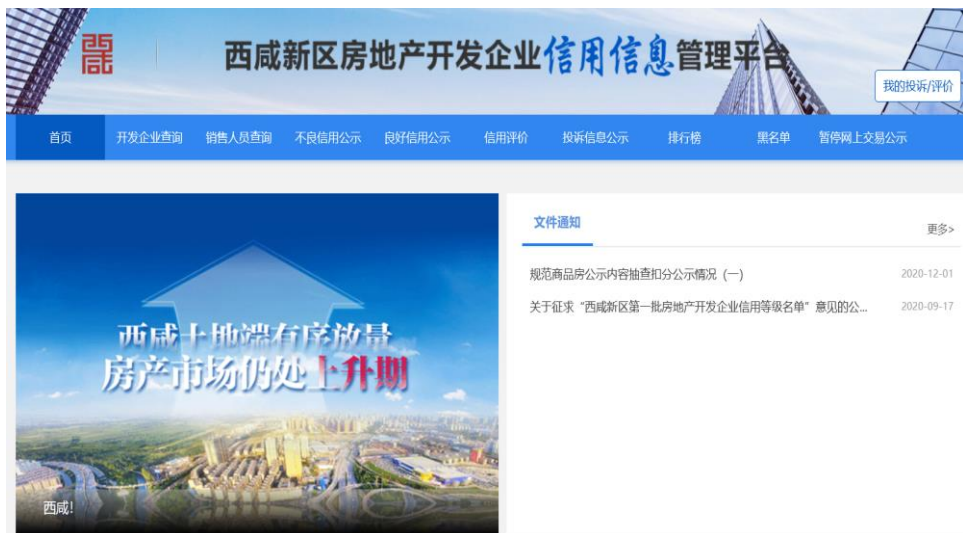 西咸
西咸新区房地产开发企业信用信息管理平台
我的投诉/评价
首页 开发企业查询 销售人员查询 不良信用公示 良好信用公示 信用评价 投诉信息公示 排行榜 黑名单 暂停网上交易公示
西咸土地端有序放量
房产市场仍处上升期
西咸!
文件通知
更多>
规范商品房公示内容抽查扣分公示情况（一） 2020-12-01
关于征求“西咸新区第一批房地产开发企业信用等级名单”意见的公... 2020-09-17